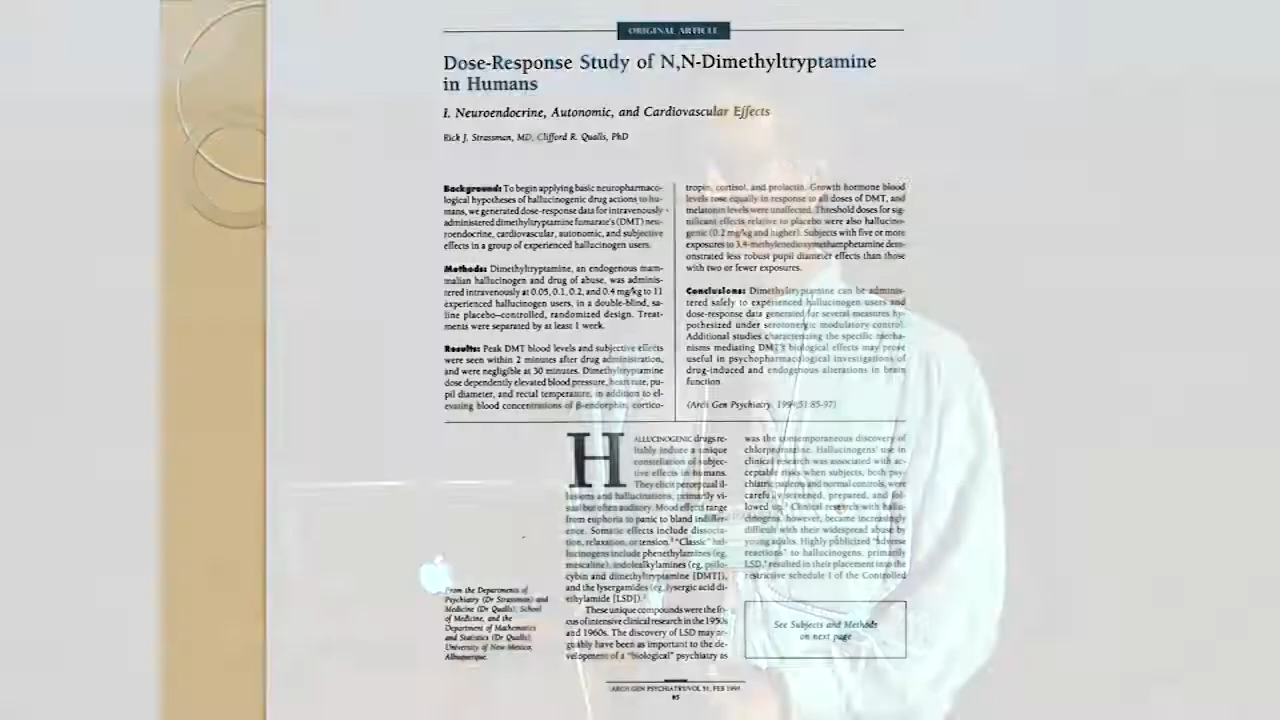 ORIGINAL ARTICLE
Dose-Response Study of N,N-Dimethyltryptamine
in Humans
I. Neuroendocrine, Autonomic, and Cardiovascular Effects
Rick J. Strassman, MD, Clifford R. Qualls, PhD
Background: To begin applying basic neuropharmaco-
logical hypotheses of hallucinogenic drug actions to hu-
mans, we generated dose-response data for intravenously
administered dimethyltryptamine fumarate's (DMT) neu-
roendocrine, cardiovascular, autonomic, and subjective
effects in a group of experienced hallucinogen users.
Methods: Dimethyltryptamine, an endogenous mam-
malian hallucinogen and drug of abuse, was adminis-
tered intravenously at 0.05, 0.1, 0.2, and 0.4 mg/kg to 11
experienced hallucinogen users, in a double-blind, sa-
line placebo–controlled, randomized design. Treat-
ments were separated by at least 1 week.
Results: Peak DMT blood levels and subjective effects
were seen within 2 minutes after drug administration,
and were negligible at 30 minutes. Dimethyltryptamine
dose dependently elevated blood pressure, heart rate, pu-
pil diameter, and rectal temperature, in addition to el-
evating blood concentrations of β-endorphin, cortico-
tropin, cortisol, and prolactin. Growth hormone blood
levels rose equally in response to all doses of DMT, and
melatonin levels were unaffected. Threshold doses for sig-
nificant effects relative to placebo were also hallucino-
genic (0.2 mg/kg and higher). Subjects with five or more
exposures to 3,4-methylenedioxymethamphetamine dem-
onstrated less robust pupil diameter effects than those
with two or fewer exposures.
Conclusions: Dimethyltryptamine can be adminis-
tered safely to experienced hallucinogen users and
dose-response data generated for several measures hy-
pothesized under serotonergic modulatory control.
Additional studies characterizing the specific mecha-
nisms mediating DMT's biological effects may prove
useful in psychopharmacological investigations of
drug-induced and endogenous alterations in brain
function.
(Arch Gen Psychiatry. 1994;51:85-97)
HALLUCINOGENIC drugs re-
liably induce a unique
constellation of subjec-
tive effects in humans.
They elicit perceptual il-
lusions and hallucinations, primarily vi-
sual but often auditory. Mood effects range
from euphoria to panic to bland indiffer-
ence. Somatic effects include dissocia-
tion, relaxation, or tension. "Classic" hal-
lucinogens include phenethylamines (eg,
mescaline), indolealkylamines (eg, psilo-
cybin and dimethyltryptamine [DMT]),
and the lysergamides (eg, lysergic acid di-
ethylamide [LSD]).
These unique compounds were the fo-
cus of intensive clinical research in the 1950s
and 1960s. The discovery of LSD may ar-
guably have been as important to the de-
velopment of a "biological" psychiatry as
was the contemporaneous discovery of
chlorpromazine. Hallucinogens' use in
clinical research was associated with ac-
ceptable risks when subjects, both psy-
chiatric patients and normal controls, were
carefully screened, prepared, and fol-
lowed up. Clinical research with hallu-
cinogens, however, became increasingly
difficult with their widespread abuse by
young adults. Highly publicized "adverse
reactions" to hallucinogens, primarily
LSD, resulted in their placement into the
restrictive schedule I of the Controlled
From the Departments of
Psychiatry (Dr Strassman) and
Medicine (Dr Qualls), School
of Medicine, and the
Department of Mathematics
and Statistics (Dr Qualls),
University of New Mexico,
Albuquerque.
See Subjects and Methods
on next page
ARCH GEN PSYCHIATRY/VOL 51, FEB 1994
85